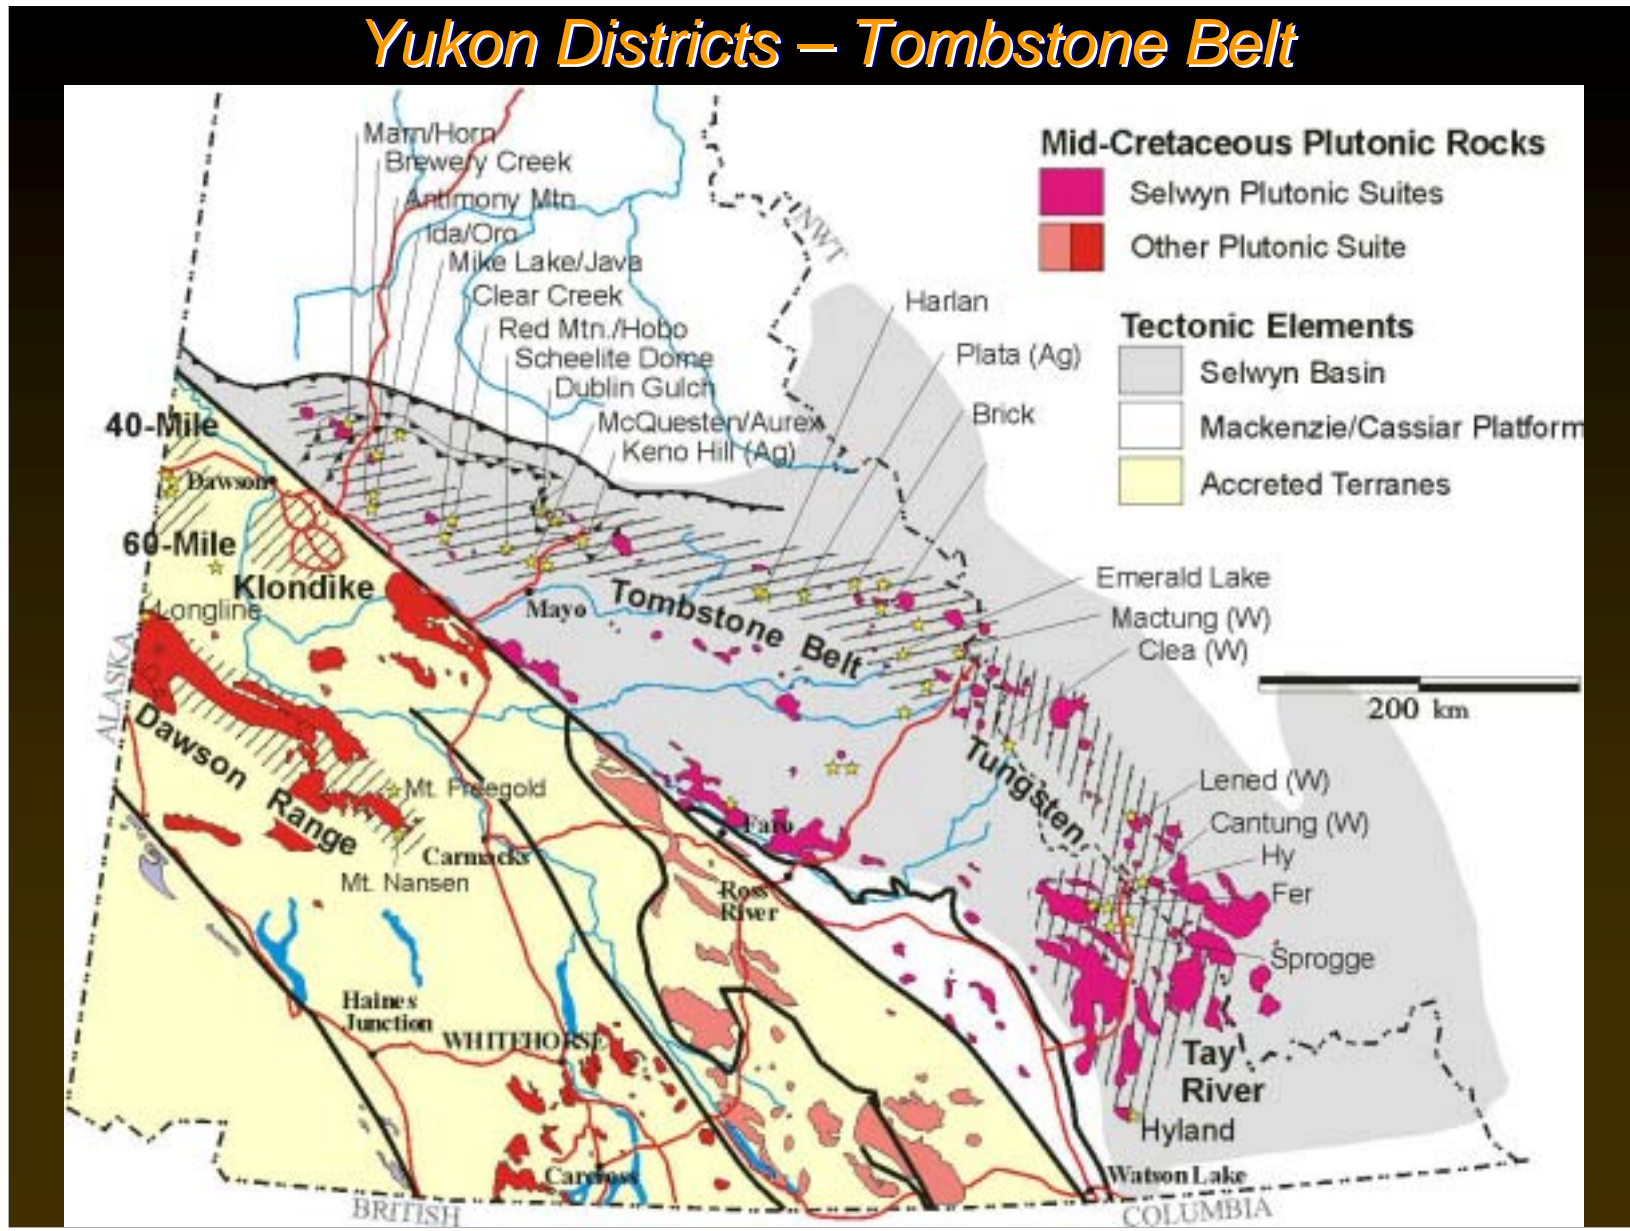 Yukon Districts – Tombstone Belt
Marn/Horn
Brewery Creek
Antimony Mtn
Ida/Oro
Mike Lake/Java
Clear Creek
Red Mtn./Hobo
Scheelite Dome
Dublin Gulch
McQuesten/Aurex
Keno Hill (Ag)
NWT
Mid-Cretaceous Plutonic Rocks
Selwyn Plutonic Suites
Other Plutonic Suite
Tectonic Elements
Selwyn Basin
Mackenzie/Cassiar Platform
Accreted Terranes
Harlan
Plata (Ag)
Brick
40-Mile
Dawson
60-Mile
Klondike
Longline
Mayo
Tombstone Belt
Emerald Lake
Mactung (W)
Clea (W)
200 km
ALASKA
Dawson Range
Mt. Freegold
Carmacks
Mt. Nansen
Tungsten
Faro
Ross
River
Lened (W)
Cantung (W)
Hy
Fer
Sprogge
Haines
Junction
WHITEHORSE
Tay
River
Hyland
Carcross
Watson Lake
BRITISH
COLUMBIA